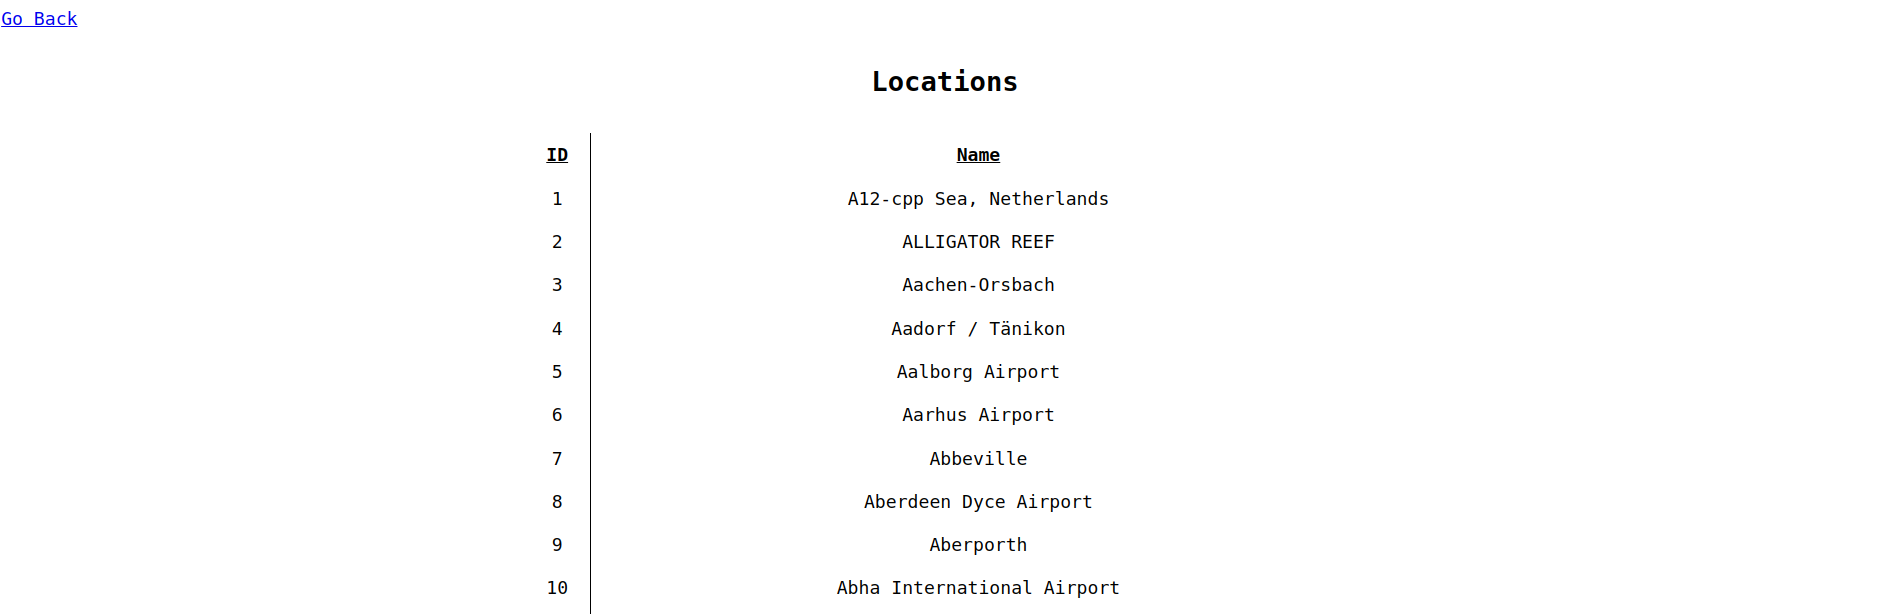 Go Back
Locations
ID Name
1 A12-cpp Sea, Netherlands
2 ALLIGATOR REEF
3 Aachen-Orsbach
4 Aadorf / Tänikon
5 Aalborg Airport
6 Aarhus Airport
7 Abbeville
8 Aberdeen Dyce Airport
9 Aberporth
10 Abha International Airport